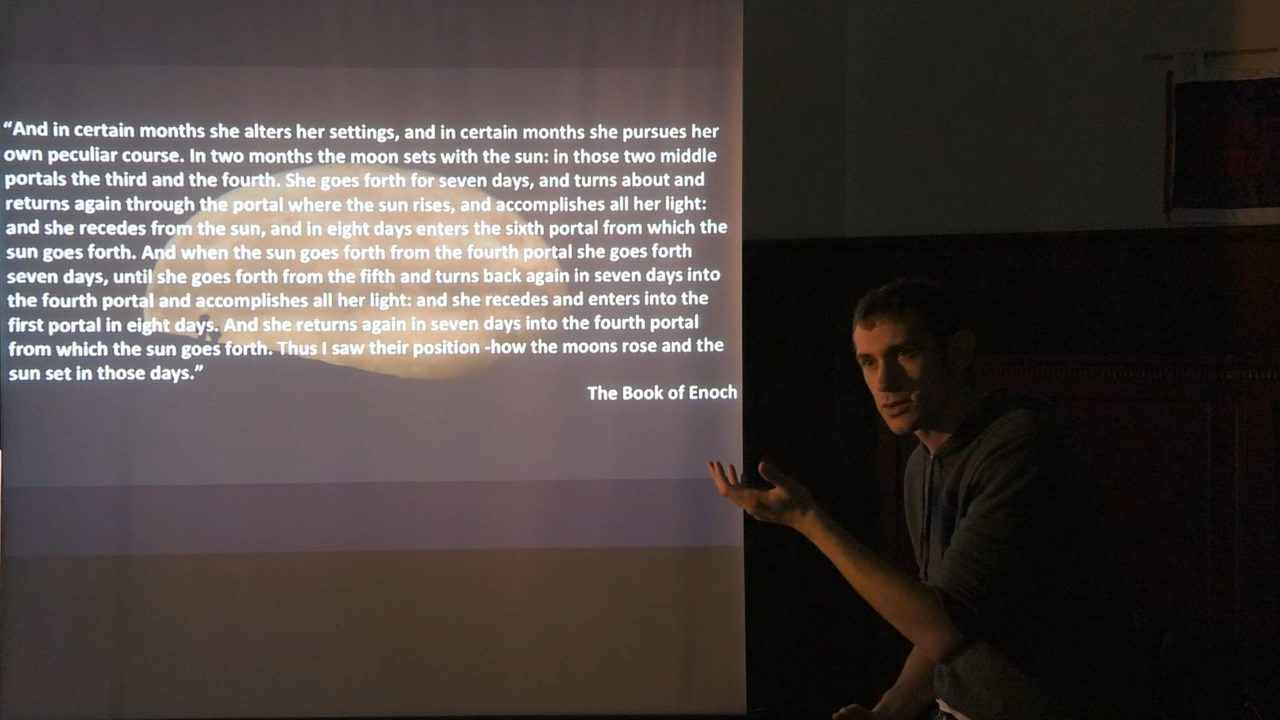 “And in certain months she alters her settings, and in certain months she pursues her
own peculiar course. In two months the moon sets with the sun: in those two middle
portals the third and the fourth. She goes forth for seven days, and turns about and
returns again through the portal where the sun rises, and accomplishes all her light:
and she recedes from the sun, and in eight days enters the sixth portal from which the
sun goes forth. And when the sun goes forth from the fourth portal she goes forth
seven days, until she goes forth from the fifth and turns back again in seven days into
the fourth portal and accomplishes all her light: and she recedes and enters into the
first portal in eight days. And she returns again in seven days into the fourth portal
from which the sun goes forth. Thus I saw their position -how the moons rose and the
sun set in those days.”
The Book of Enoch